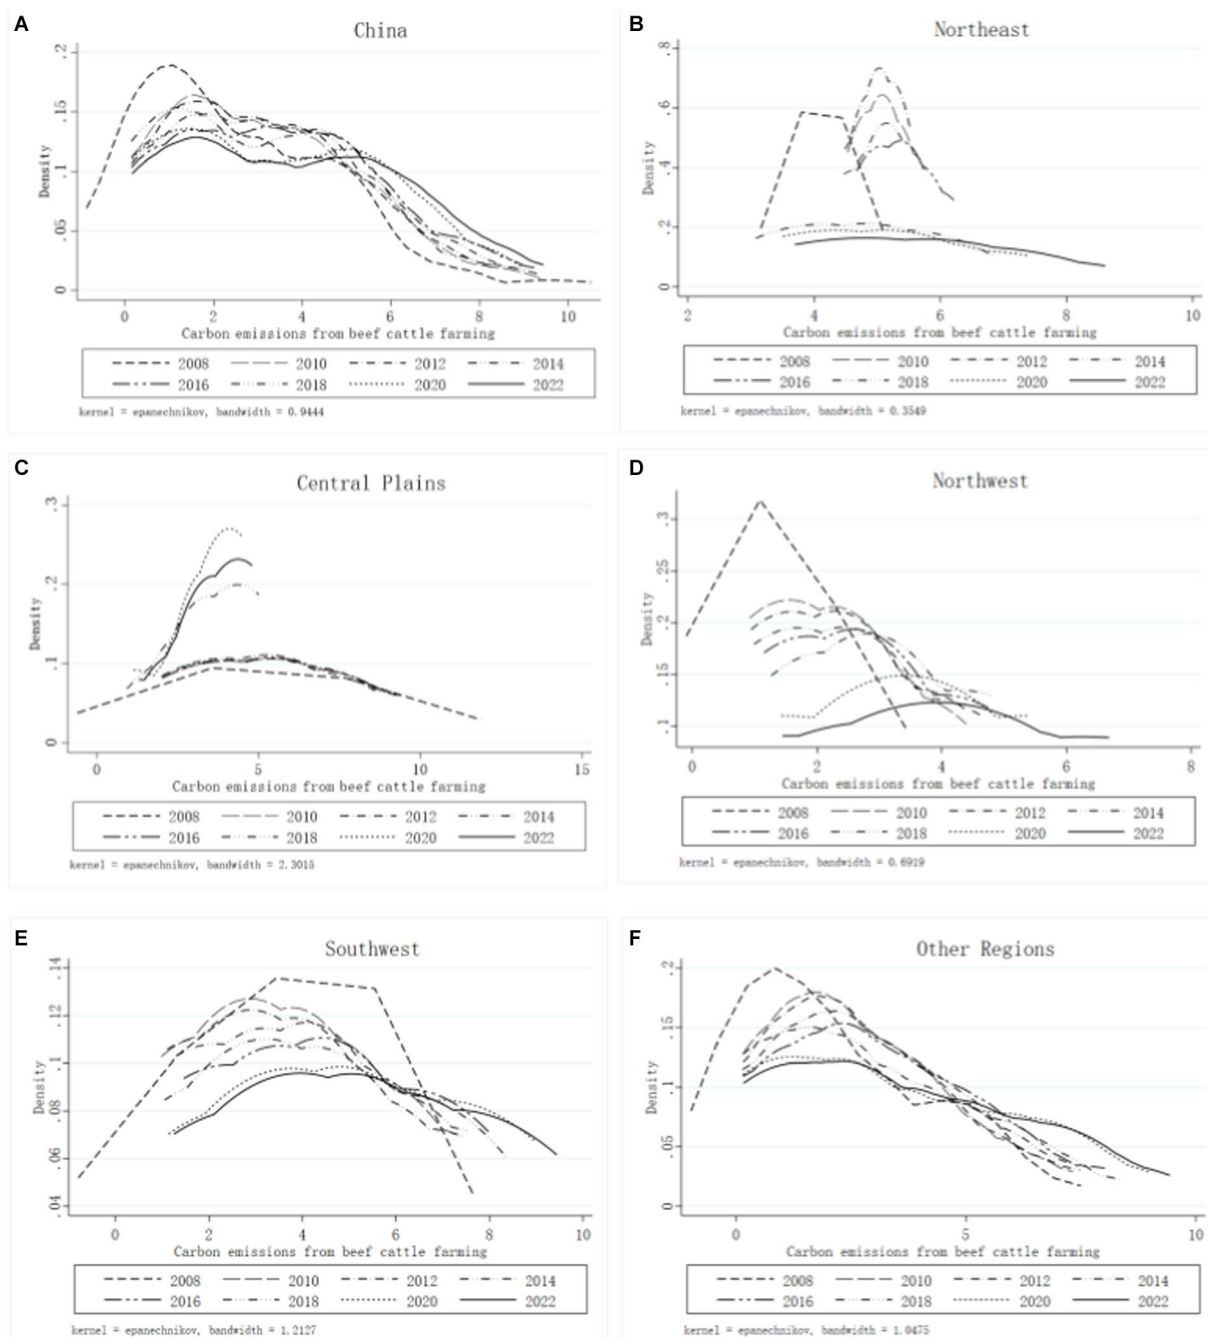 A
China
Density
.2
.15
.1
.05
0
0 2 4 6 8 10
Carbon emissions from beef cattle farming
2008 2010 2012 2014
2016 2018 2020 2022
kernel = epanechnikov, bandwidth = 0.9444
B
Northeast
Density
.8
.6
.4
.2
0
2 4 6 8 10
Carbon emissions from beef cattle farming
2008 2010 2012 2014
2016 2018 2020 2022
kernel = epanechnikov, bandwidth = 0.3549
C
Central Plains
Density
.3
.2
.1
0
0 5 10 15
Carbon emissions from beef cattle farming
2008 2010 2012 2014
2016 2018 2020 2022
kernel = epanechnikov, bandwidth = 2.3015
D
Northwest
Density
.3
.25
.2
.15
.1
0 2 4 6 8
Carbon emissions from beef cattle farming
2008 2010 2012 2014
2016 2018 2020 2022
kernel = epanechnikov, bandwidth = 0.6919
E
Southwest
Density
.14
.12
.1
.08
.06
.04
0 2 4 6 8 10
Carbon emissions from beef cattle farming
2008 2010 2012 2014
2016 2018 2020 2022
kernel = epanechnikov, bandwidth = 1.2127
F
Other Regions
Density
.2
.15
.1
.05
0
0 5 10
Carbon emissions from beef cattle farming
2008 2010 2012 2014
2016 2018 2020 2022
kernel = epanechnikov, bandwidth = 1.0475